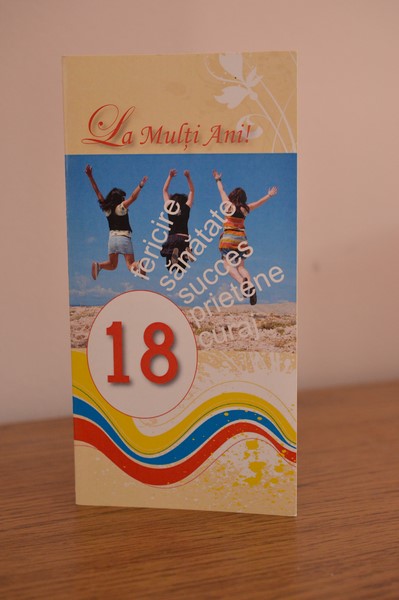 La Mulți Ani!
fericire
sănătate
succes
prietene
curaj
18